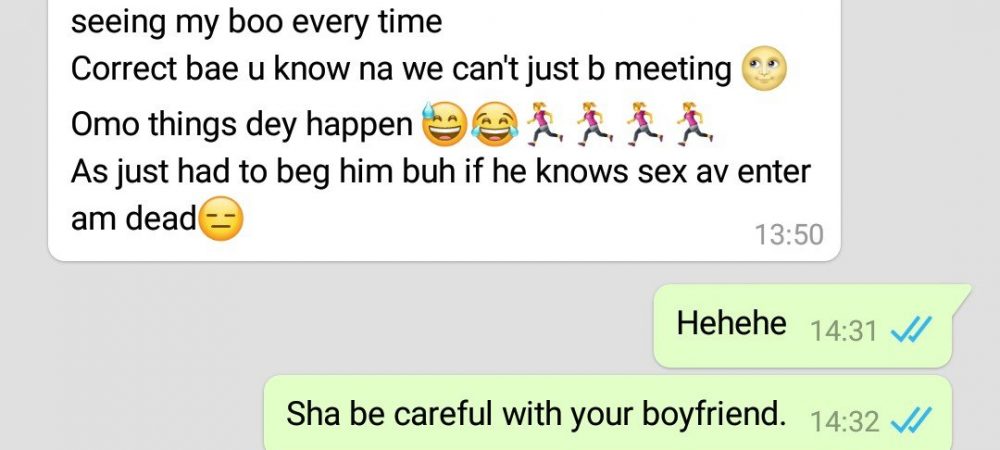 seeing my boo every time
Correct bae u know na we can't just b meeting 🌝
Omo things dey happen 😅😂🏃‍♀️🏃‍♀️🏃‍♀️🏃‍♀️
As just had to beg him buh if he knows sex av enter
am dead😑
13:50
Hehehe 14:31
Sha be careful with your boyfriend. 14:32